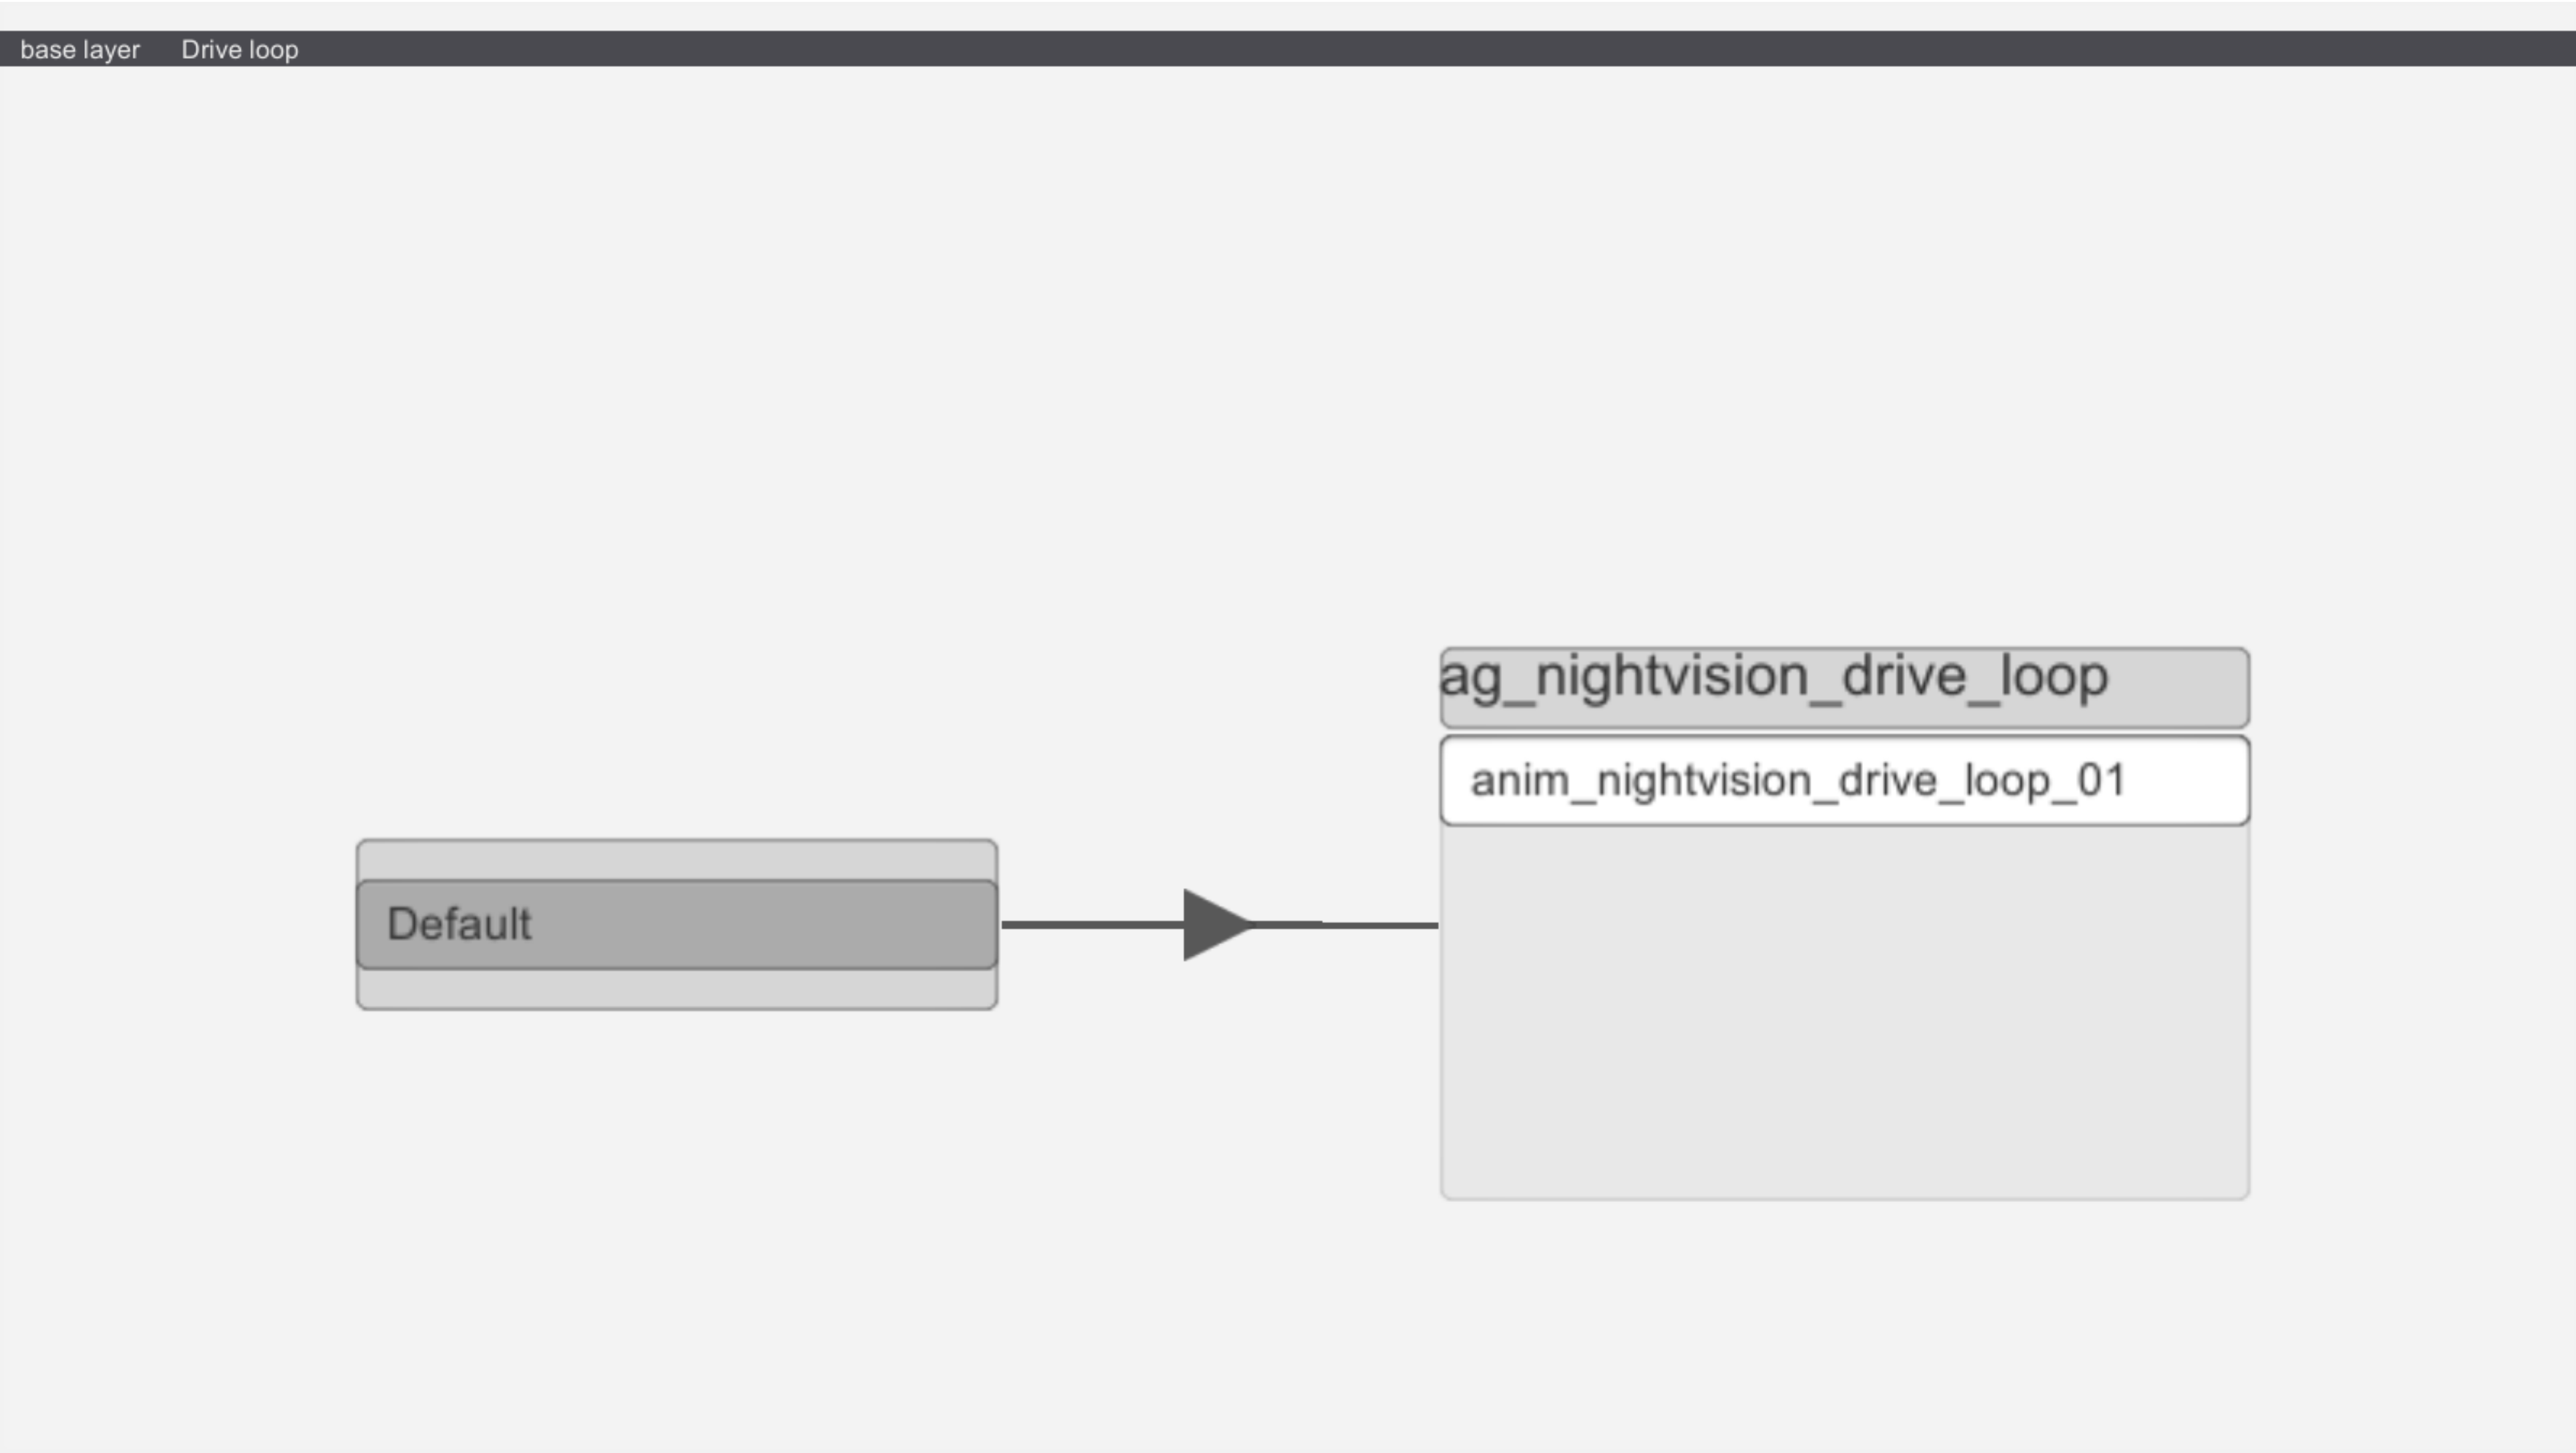 base layer Drive loop
ag_nightvision_drive_loop
anim_nightvision_drive_loop_01
Default